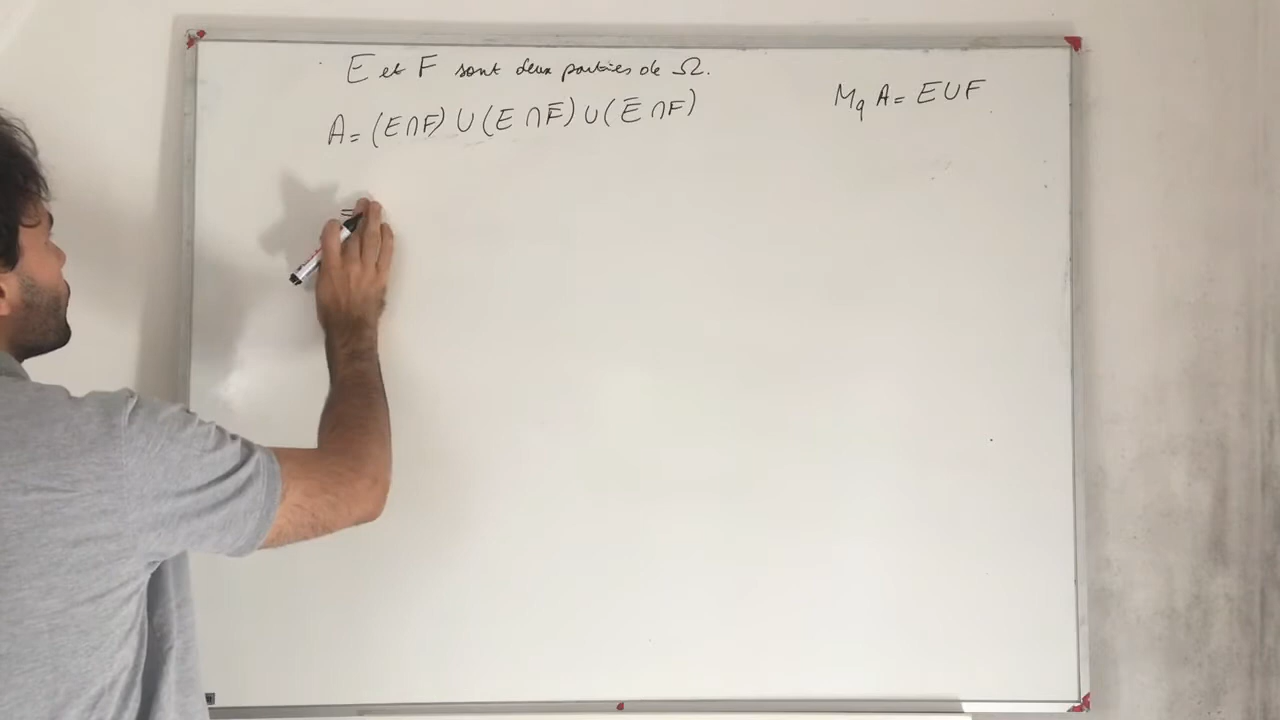 E et F sont deux parties de Ω.
A = (E ∩ F) ∪ (E ∩ F̅) ∪ (E̅ ∩ F)
Mq A = E ∪ F
=